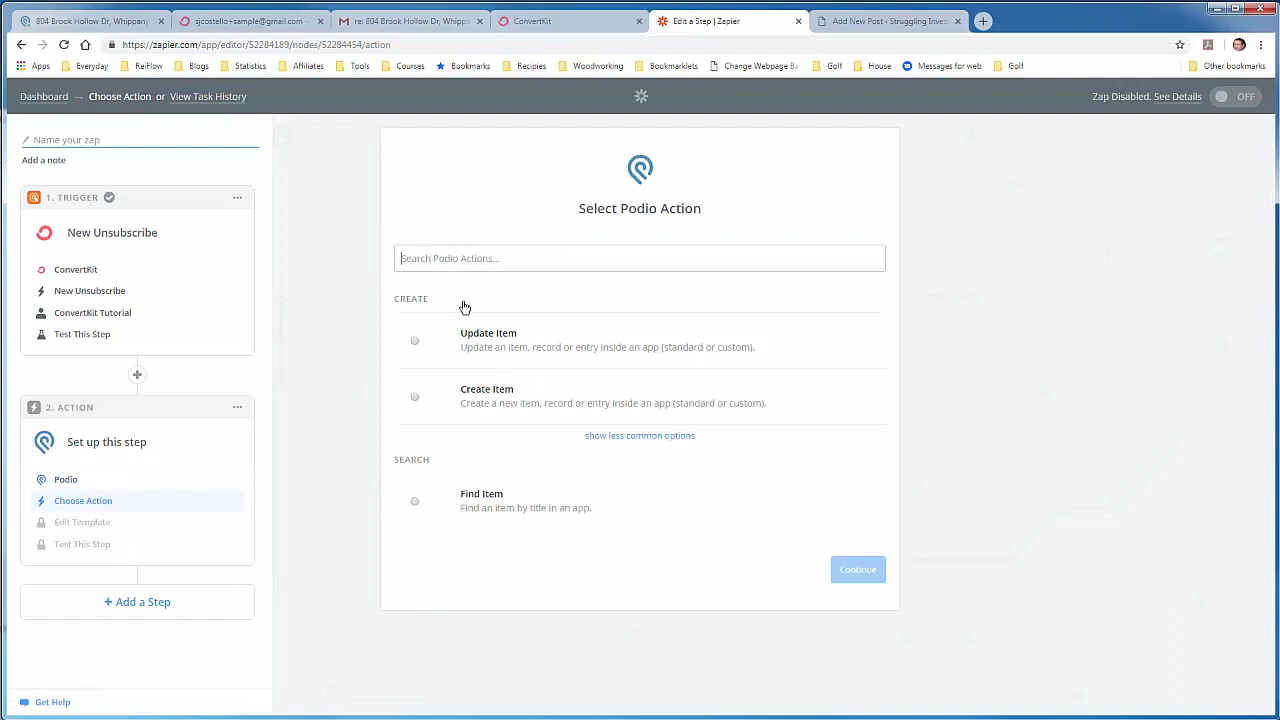 804 Brook Hollow Dr, Whippany
sjcostello+sample@gmail.com -
re: 804 Brook Hollow Dr, Whippa
ConvertKit
Edit a Step | Zapier
Add New Post ‹ Struggling Invest
https://zapier.com/app/editor/52284189/nodes/52284454/action
Apps
Everyday
ReiFlow
Blogs
Statistics
Affiliates
Tools
Courses
Bookmarks
Recipies
Woodworking
Bookmarklets
Change Webpage Ba
Golf
House
Messages for web
Golf
Other bookmarks
Dashboard → Choose Action or View Task History
Zap Disabled. See Details
OFF
Name your zap
Add a note
1. TRIGGER
New Unsubscribe
ConvertKit
New Unsubscribe
ConvertKit Tutorial
Test This Step
2. ACTION
Set up this step
Podio
Choose Action
Edit Template
Test This Step
+ Add a Step
Get Help
Select Podio Action
Search Podio Actions...
CREATE
Update Item
Update an item, record or entry inside an app (standard or custom).
Create Item
Create a new item, record or entry inside an app (standard or custom).
show less common options
SEARCH
Find Item
Find an item by title in an app.
Continue